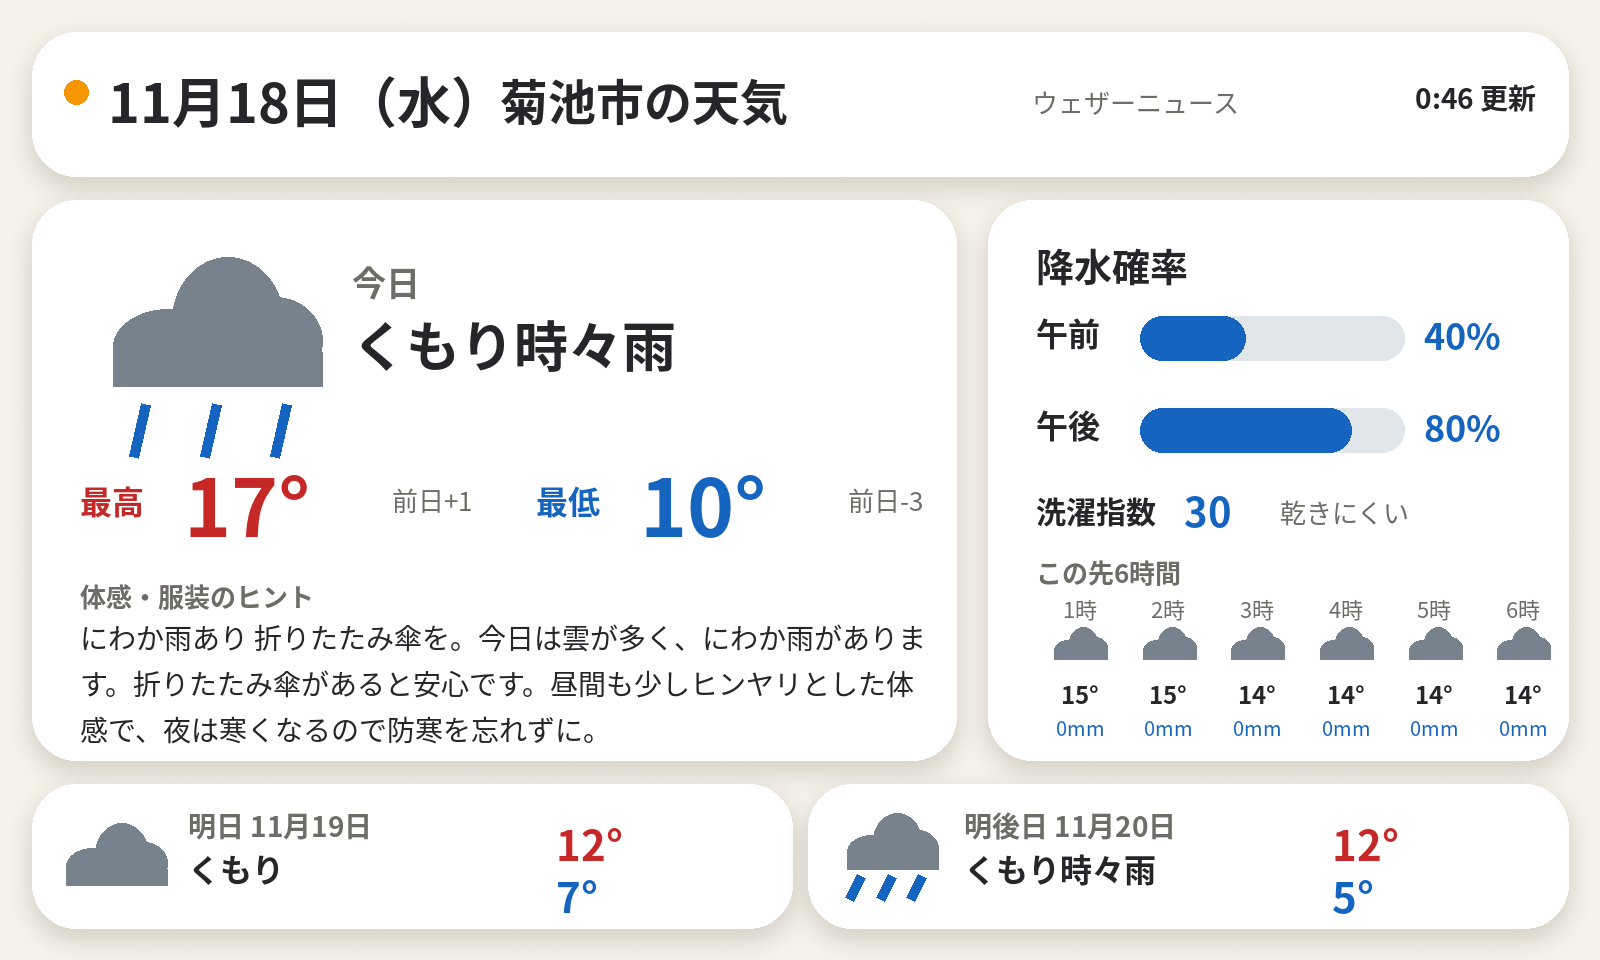 11月18日（水）菊池市の天気
ウェザーニュース
0:46 更新
今日
くもり時々雨
最高 17° 前日+1 最低 10° 前日-3
体感・服装のヒント
にわか雨あり 折りたたみ傘を。今日は雲が多く、にわか雨がありま
す。折りたたみ傘があると安心です。昼間も少しヒンヤリとした体
感で、夜は寒くなるので防寒を忘れずに。
降水確率
午前 40%
午後 80%
洗濯指数 30 乾きにくい
この先6時間
1時 2時 3時 4時 5時 6時
15° 15° 14° 14° 14° 14°
0mm 0mm 0mm 0mm 0mm 0mm
明日 11月19日
くもり
12°
7°
明後日 11月20日
くもり時々雨
12°
5°